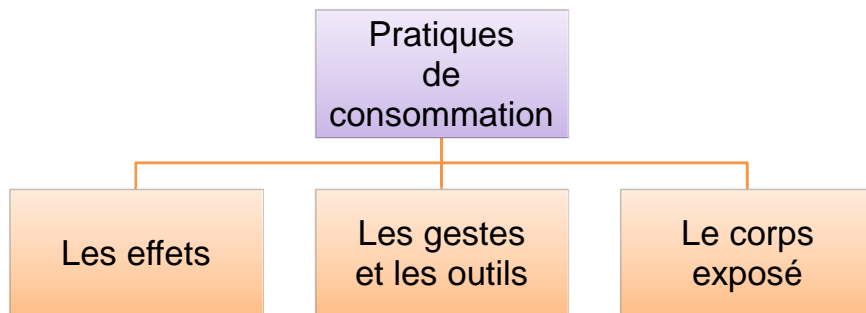 Pratiques
de
consommation
Les effets
Les gestes
et les outils
Le corps
exposé